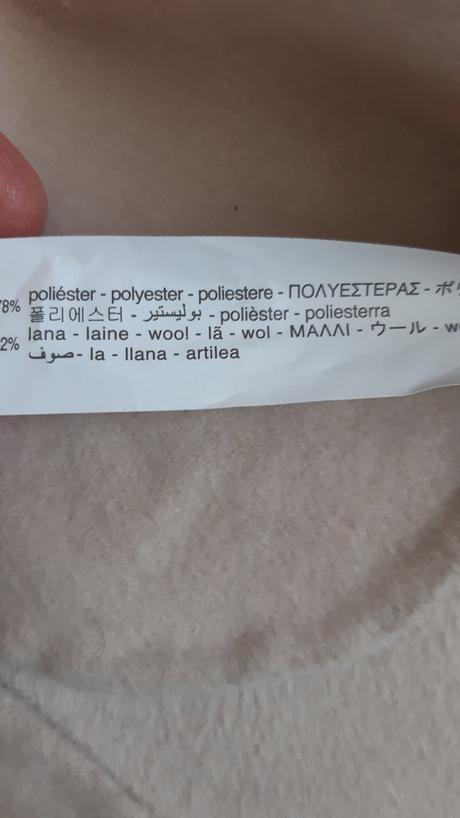 78% poliéster - polyester - poliestere - ΠΟΛΥΕΣΤΕΡΑΣ -
폴리에스터 - بوليستير - polièster - poliesterra
2% lana - laine - wool - lã - wol - ΜΑΛΛΙ - ウール -
صوف - la - llana - artilea